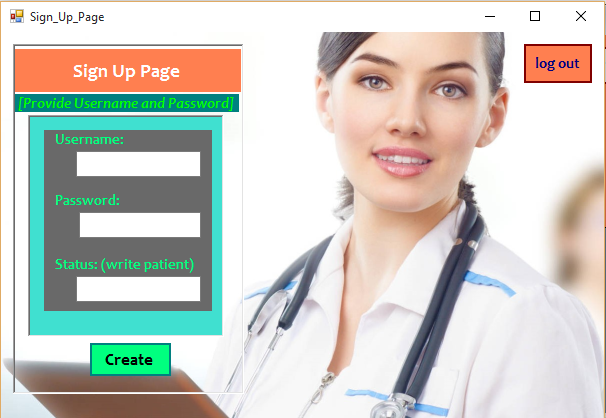 Sign_Up_Page
log out
Sign Up Page
[Provide Username and Password]
Username:
Password:
Status: (write patient)
Create